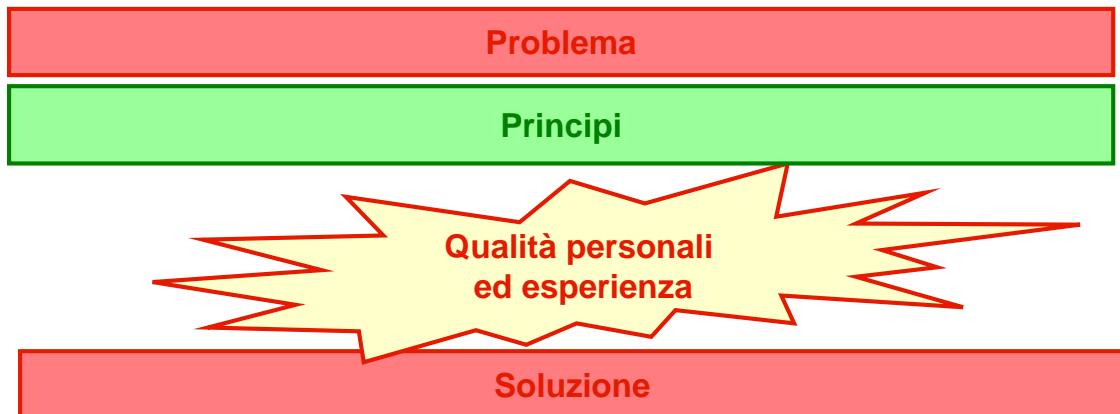 Problema
Principi
Qualità personali
ed esperienza
Soluzione